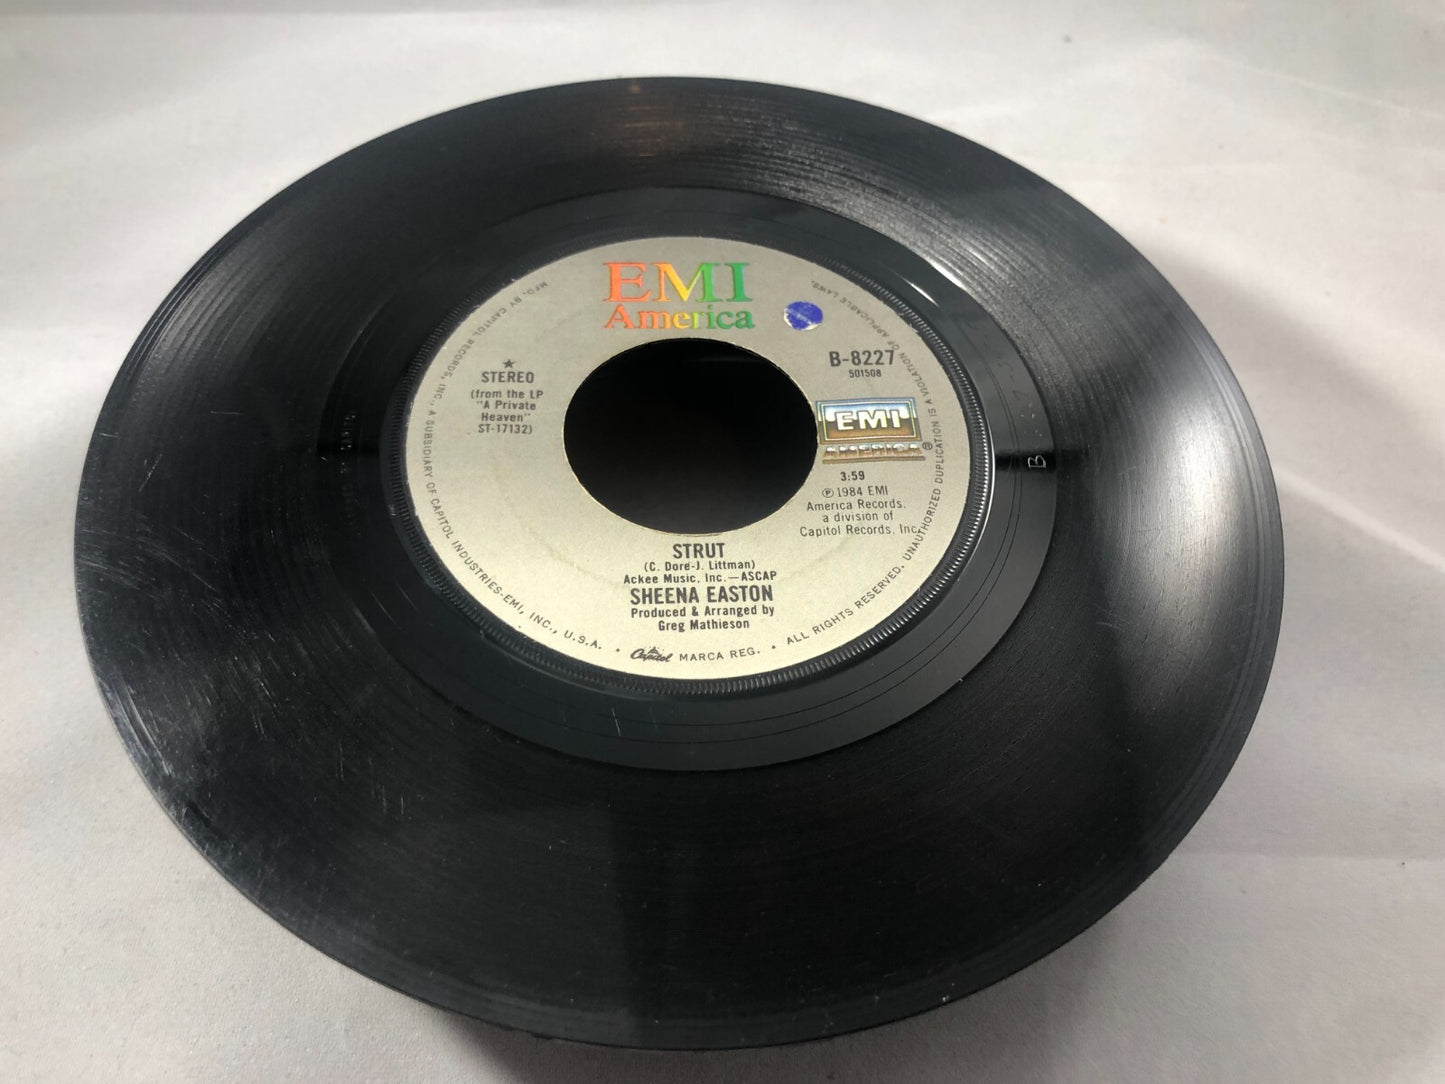 EMI
America
★
STEREO
(from the LP
"A Private
Heaven"
ST-17132)
B-8227
501508
EMI
AMERICA®
3:59
℗ 1984 EMI
America Records,
a division of
Capitol Records, Inc.
STRUT
(C. Dore-J. Littman)
Ackee Music, Inc.—ASCAP
SHEENA EASTON
Produced & Arranged by
Greg Mathieson
MFD. BY CAPITOL RECORDS, INC., A SUBSIDIARY OF CAPITOL INDUSTRIES-EMI, INC., U.S.A. • Capitol MARCA REG. • ALL RIGHTS RESERVED. UNAUTHORIZED DUPLICATION IS A VIOLATION OF APPLICABLE LAWS.
B